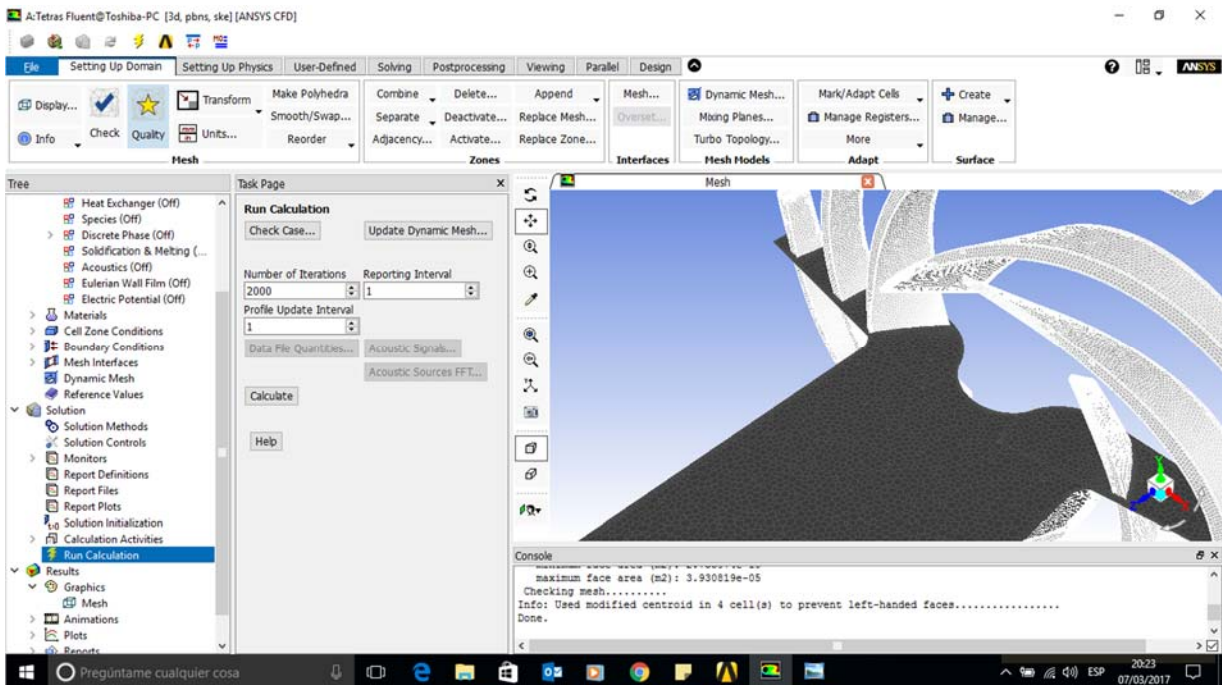 A:Tetras Fluent@Toshiba-PC [3d, pbns, ske] [ANSYS CFD]
File Setting Up Domain Setting Up Physics User-Defined Solving Postprocessing Viewing Parallel Design ANSYS
Display... Transform Make Polyhedra Combine Delete... Append Mesh... Dynamic Mesh... Mark/Adapt Cells Create
Smooth/Swap... Separate Deactivate... Replace Mesh... Overset... Mixing Planes... Manage Registers... Manage...
Info Check Quality Units... Reorder Adjacency... Activate... Replace Zone... Turbo Topology... More
Mesh Zones Interfaces Mesh Models Adapt Surface
Tree
Heat Exchanger (Off)
Species (Off)
Discrete Phase (Off)
Solidification & Melting (...
Acoustics (Off)
Eulerian Wall Film (Off)
Electric Potential (Off)
Materials
Cell Zone Conditions
Boundary Conditions
Mesh Interfaces
Dynamic Mesh
Reference Values
Solution
Solution Methods
Solution Controls
Monitors
Report Definitions
Report Files
Report Plots
Solution Initialization
Calculation Activities
Run Calculation
Results
Graphics
Mesh
Animations
Plots
Reports
Task Page
Run Calculation
Check Case... Update Dynamic Mesh...
Number of Iterations Reporting Interval
2000 1
Profile Update Interval
1
Data File Quantities... Acoustic Signals...
Acoustic Sources FFT...
Calculate
Help
Mesh
Y
Console
maximum face area (m2): 3.930819e-05
Checking mesh..........
Info: Used modified centroid in 4 cell(s) to prevent left-handed faces.................
Done.
Pregúntame cualquier cosa
ESP
20:23
07/03/2017